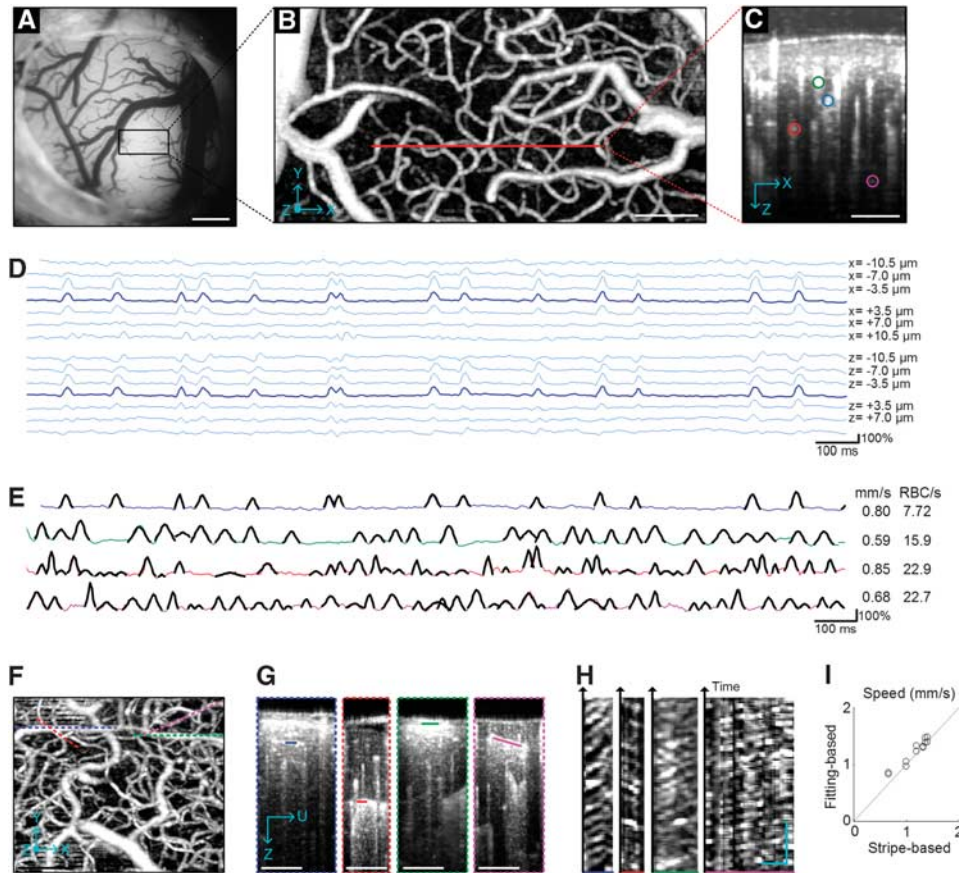 A
B
C
Y
Z X
X
Z
D
x= -10.5 µm
x= -7.0 µm
x= -3.5 µm
x= +3.5 µm
x= +7.0 µm
x= +10.5 µm
z= -10.5 µm
z= -7.0 µm
z= -3.5 µm
z= +3.5 µm
z= +7.0 µm
100%
100 ms
E
mm/s RBC/s
0.80 7.72
0.59 15.9
0.85 22.9
0.68 22.7
100%
100 ms
F
Y
Z X
G
U
Z
H
Time
I
Speed (mm/s)
2
1
0
Fitting-based
0 1 2
Stripe-based